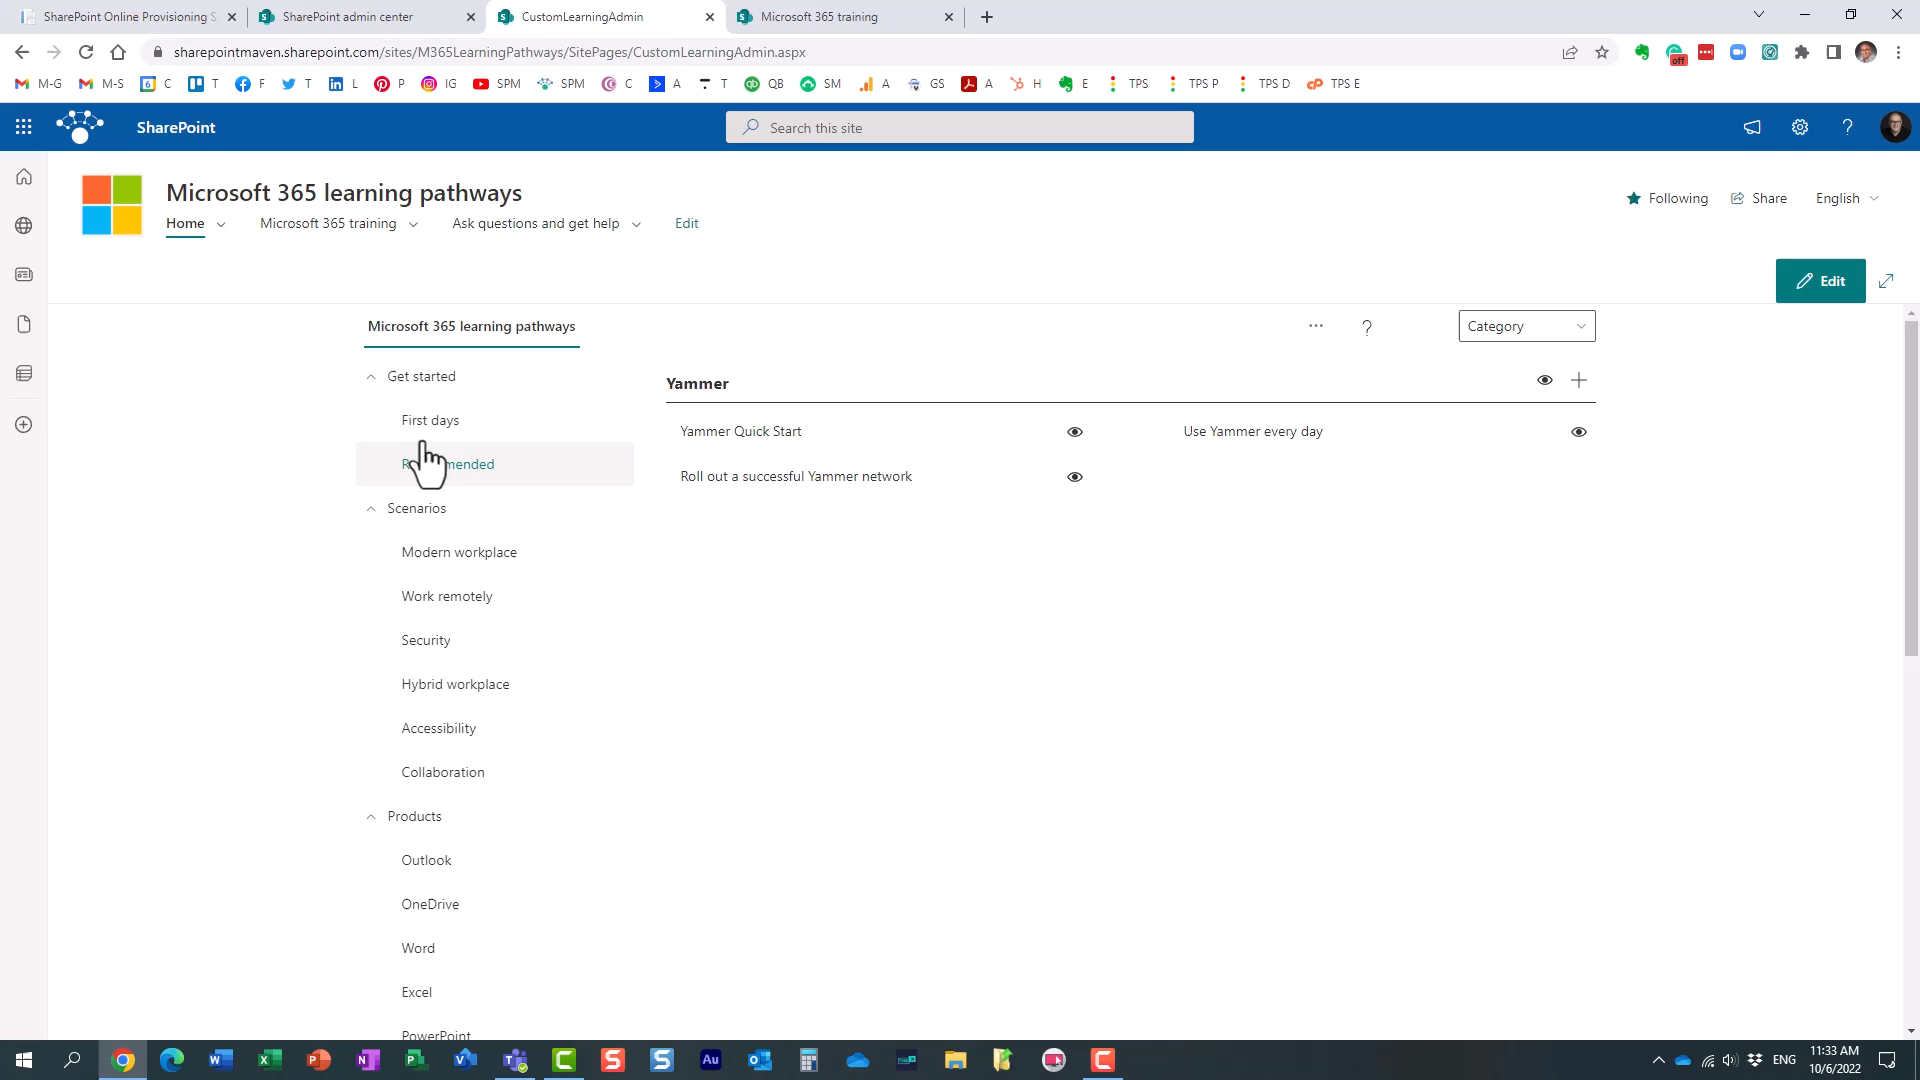 SharePoint Online Provisioning S
SharePoint admin center
CustomLearningAdmin
Microsoft 365 training
sharepointmaven.sharepoint.com/sites/M365LearningPathways/SitePages/CustomLearningAdmin.aspx
off
M-G M-S 6 C T F T L P IG SPM SPM C A T QB SM A GS A H E TPS TPS P TPS D TPS E
SharePoint
Search this site
Microsoft 365 learning pathways
Following Share English
Home Microsoft 365 training Ask questions and get help Edit
Edit
Microsoft 365 learning pathways
Category
Get started
Yammer
First days
Yammer Quick Start
Use Yammer every day
mended
Roll out a successful Yammer network
Scenarios
Modern workplace
Work remotely
Security
Hybrid workplace
Accessibility
Collaboration
Products
Outlook
OneDrive
Word
Excel
PowerPoint
ENG
11:33 AM
10/6/2022